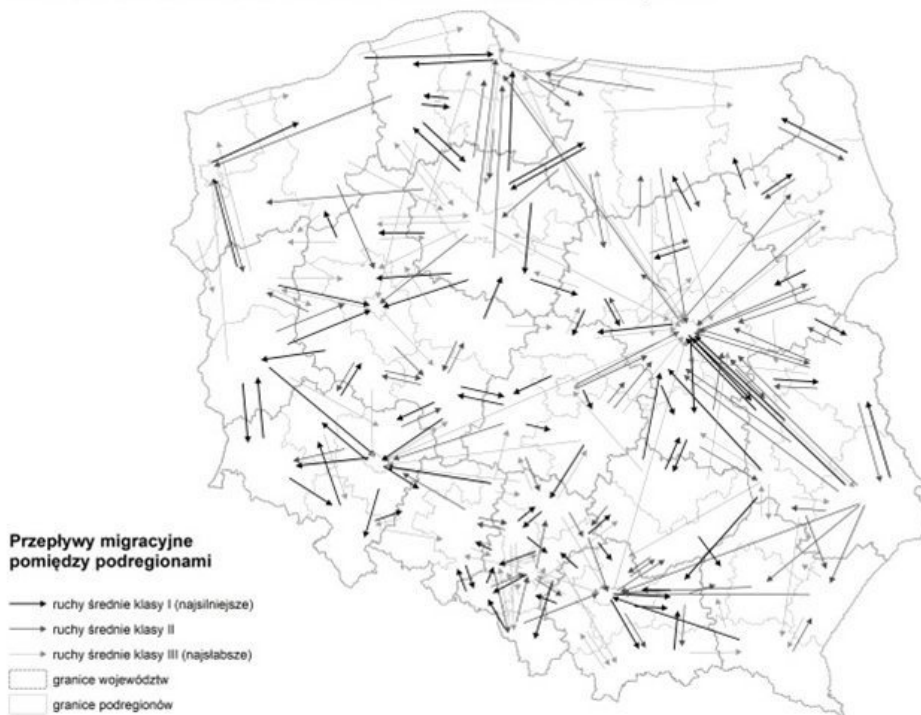 Przepływy migracyjne
pomiędzy podregionami
ruchy średnie klasy I (najsilniejsze)
ruchy średnie klasy II
ruchy średnie klasy III (najsłabsze)
granice województw
granice podregionów